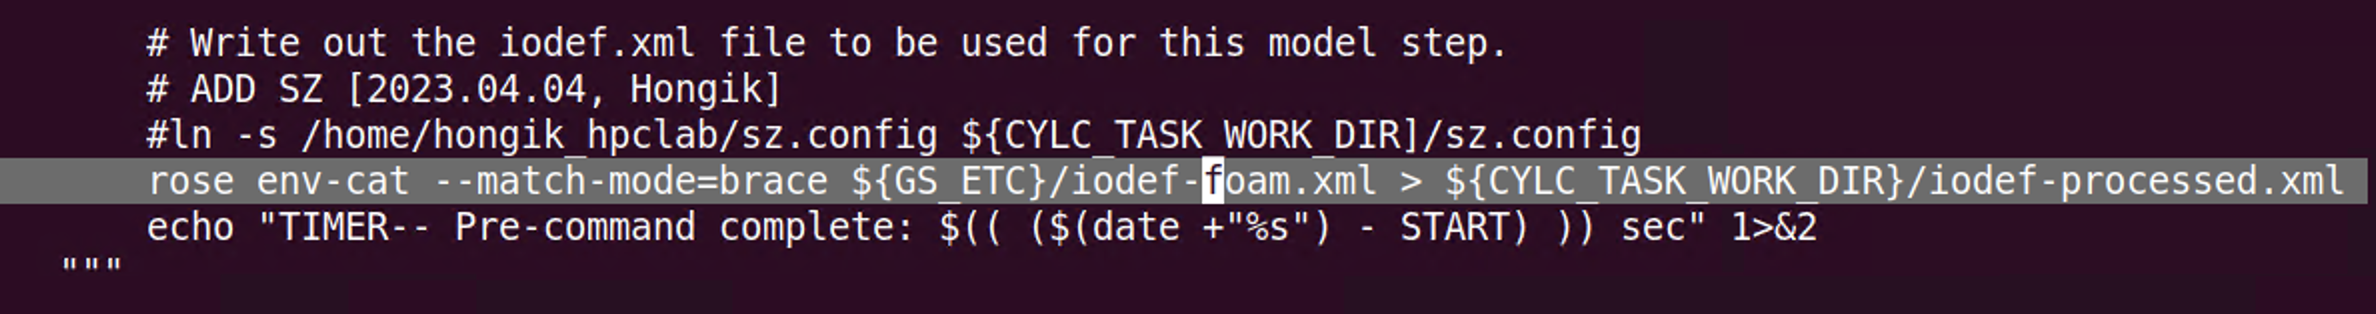 # Write out the iodef.xml file to be used for this model step.
# ADD SZ [2023.04.04, Hongik]
#ln -s /home/hongik_hpclab/sz.config ${CYLC_TASK_WORK_DIR]/sz.config
rose env-cat --match-mode=brace ${GS_ETC}/iodef-foam.xml > ${CYLC_TASK_WORK_DIR}/iodef-processed.xml
echo "TIMER-- Pre-command complete: $(( ($(date +"%s") - START) )) sec" 1>&2
"""